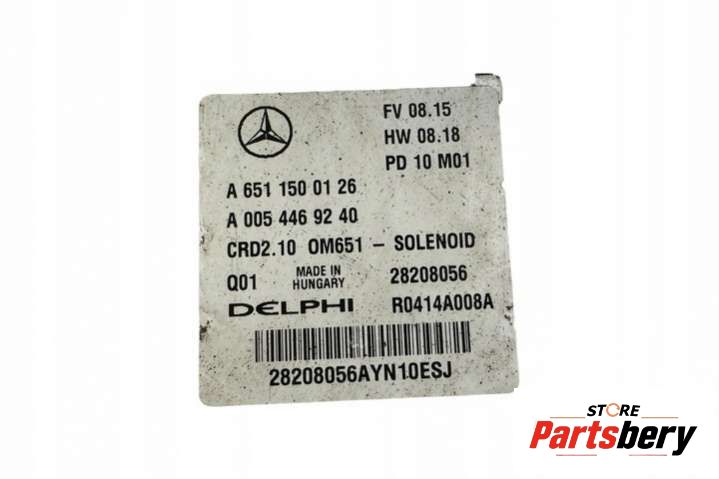 FV 08.15
HW 08.18
PD 10 M01
A 651 150 01 26
A 005 446 92 40
CRD2.10 OM651 - SOLENOID
Q01 MADE IN HUNGARY 28208056
DELPHI R0414A008A
28208056AYN10ESJ
STORE
Partsbery